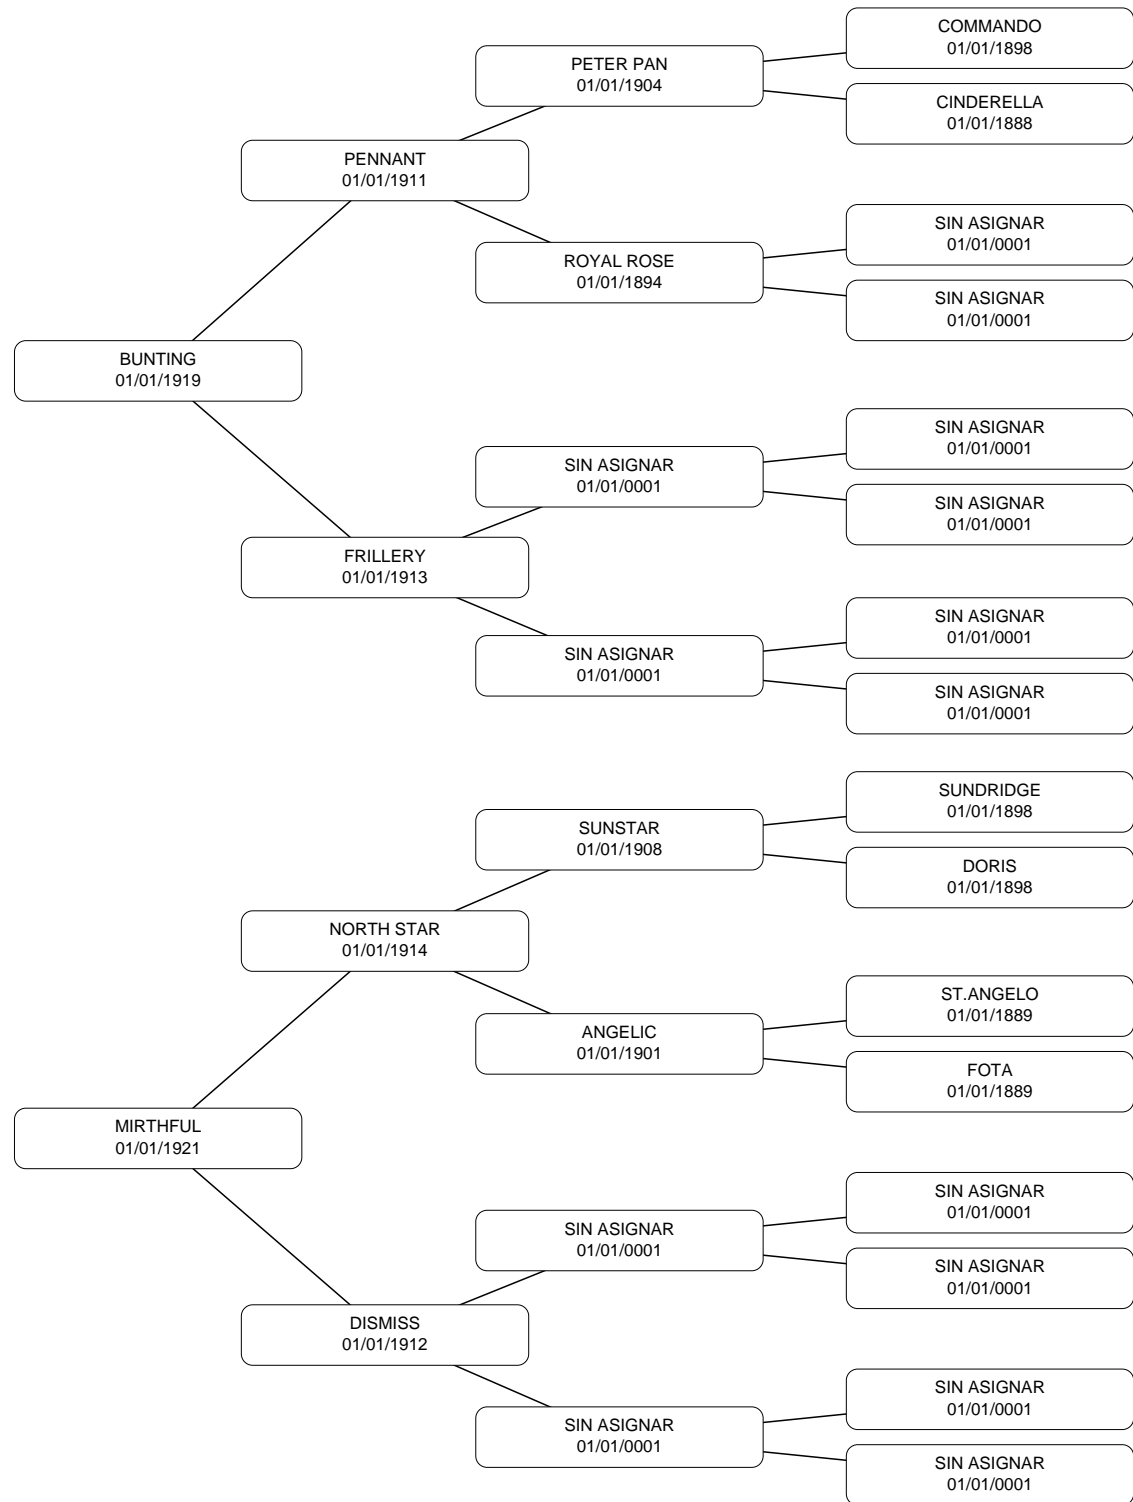 COMMANDO
01/01/1898
PETER PAN
01/01/1904
CINDERELLA
01/01/1888
PENNANT
01/01/1911
SIN ASIGNAR
01/01/0001
ROYAL ROSE
01/01/1894
SIN ASIGNAR
01/01/0001
BUNTING
01/01/1919
SIN ASIGNAR
01/01/0001
SIN ASIGNAR
01/01/0001
SIN ASIGNAR
01/01/0001
FRILLERY
01/01/1913
SIN ASIGNAR
01/01/0001
SIN ASIGNAR
01/01/0001
SIN ASIGNAR
01/01/0001
SUNDRIDGE
01/01/1898
SUNSTAR
01/01/1908
DORIS
01/01/1898
NORTH STAR
01/01/1914
ST.ANGELO
01/01/1889
ANGELIC
01/01/1901
FOTA
01/01/1889
MIRTHFUL
01/01/1921
SIN ASIGNAR
01/01/0001
SIN ASIGNAR
01/01/0001
SIN ASIGNAR
01/01/0001
DISMISS
01/01/1912
SIN ASIGNAR
01/01/0001
SIN ASIGNAR
01/01/0001
SIN ASIGNAR
01/01/0001